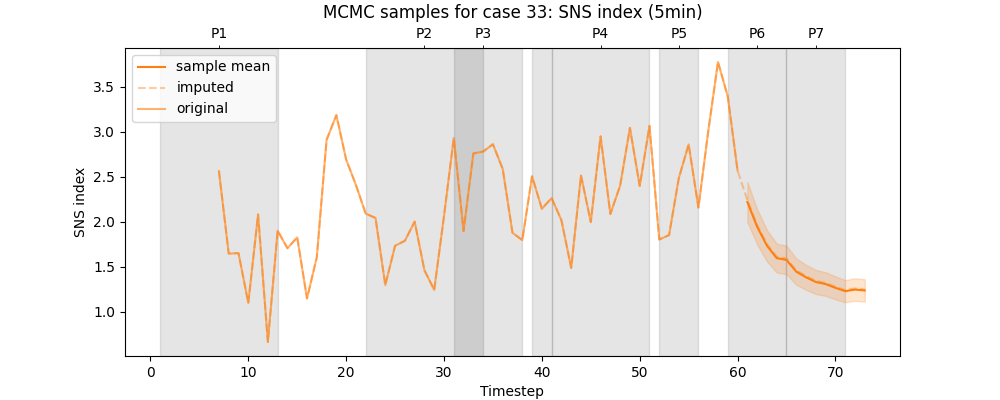 MCMC samples for case 33: SNS index (5min)
P1 P2 P3 P4 P5 P6 P7
sample mean
imputed
original
SNS index
3.5
3.0
2.5
2.0
1.5
1.0
0 10 20 30 40 50 60 70
Timestep